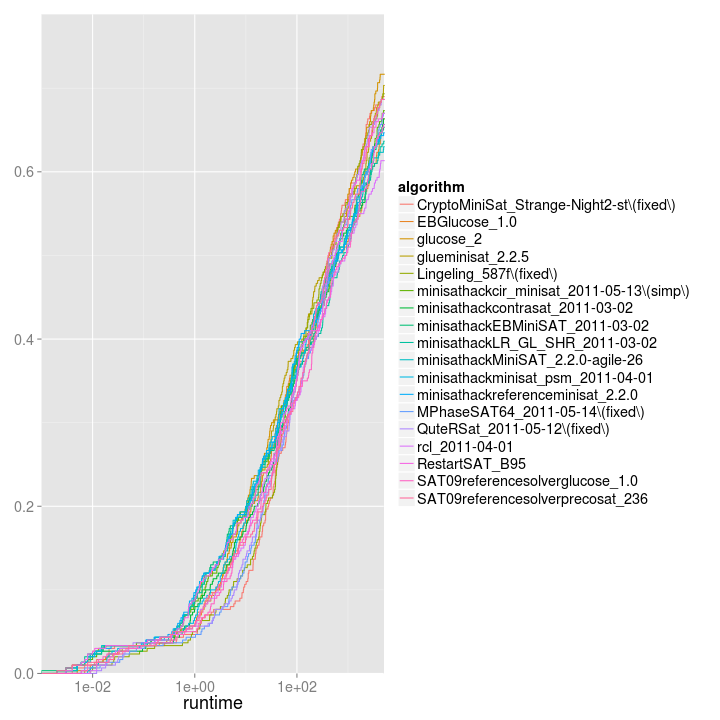 0.6
0.4
0.2
0.0
1e-02 1e+00 1e+02
runtime
algorithm
CryptoMiniSat_Strange-Night2-st\(fixed\)
EBGlucose_1.0
glucose_2
glueminisat_2.2.5
Lingeling_587f\(fixed\)
minisathackcir_minisat_2011-05-13\(simp\)
minisathackcontrasat_2011-03-02
minisathackEBMiniSAT_2011-03-02
minisathackLR_GL_SHR_2011-03-02
minisathackMiniSAT_2.2.0-agile-26
minisathackminisat_psm_2011-04-01
minisathackreferenceminisat_2.2.0
MPhaseSAT64_2011-05-14\(fixed\)
QuteRSat_2011-05-12\(fixed\)
rcl_2011-04-01
RestartSAT_B95
SAT09referencesolverglucose_1.0
SAT09referencesolverprecosat_236